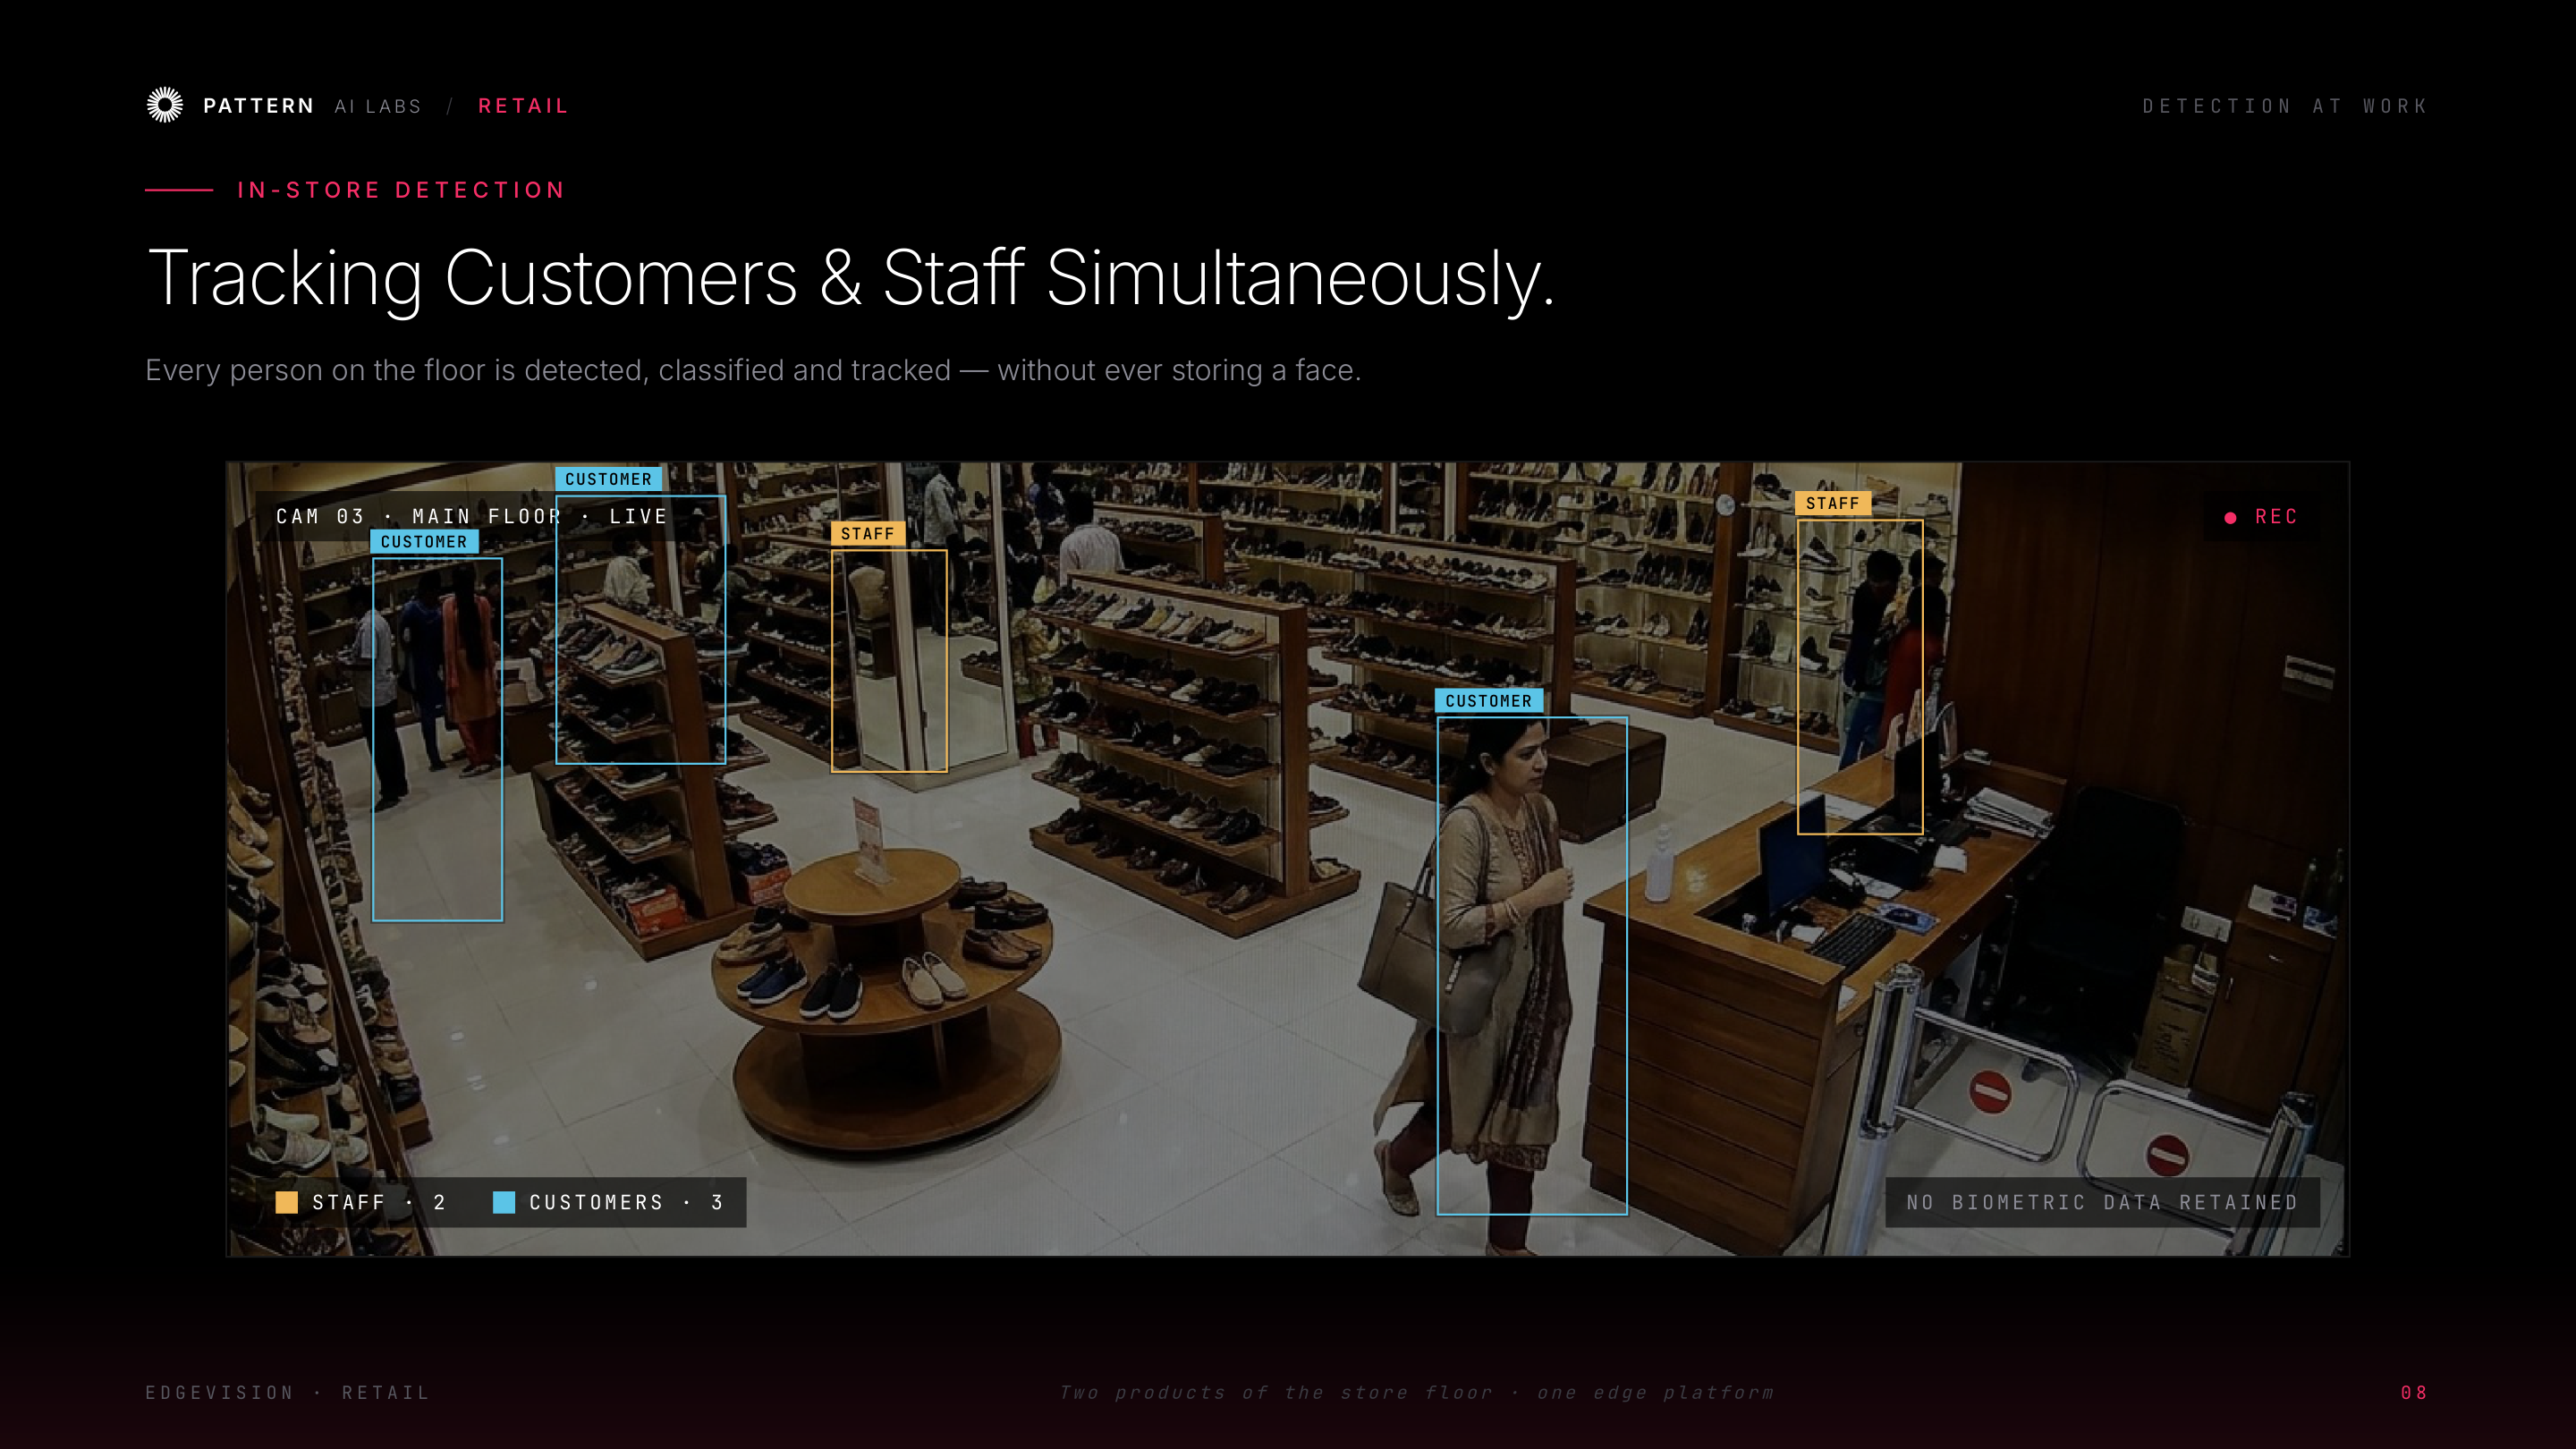 PATTERN AI LABS / RETAIL
DETECTION AT WORK
IN-STORE DETECTION
Tracking Customers & Staff Simultaneously.
Every person on the floor is detected, classified and tracked — without ever storing a face.
CUSTOMER
CAM 03 · MAIN FLOOR · LIVE
CUSTOMER
STAFF
STAFF
● REC
CUSTOMER
STAFF · 2 CUSTOMERS · 3
NO BIOMETRIC DATA RETAINED
EDGEVISION · RETAIL
Two products of the store floor · one edge platform
08